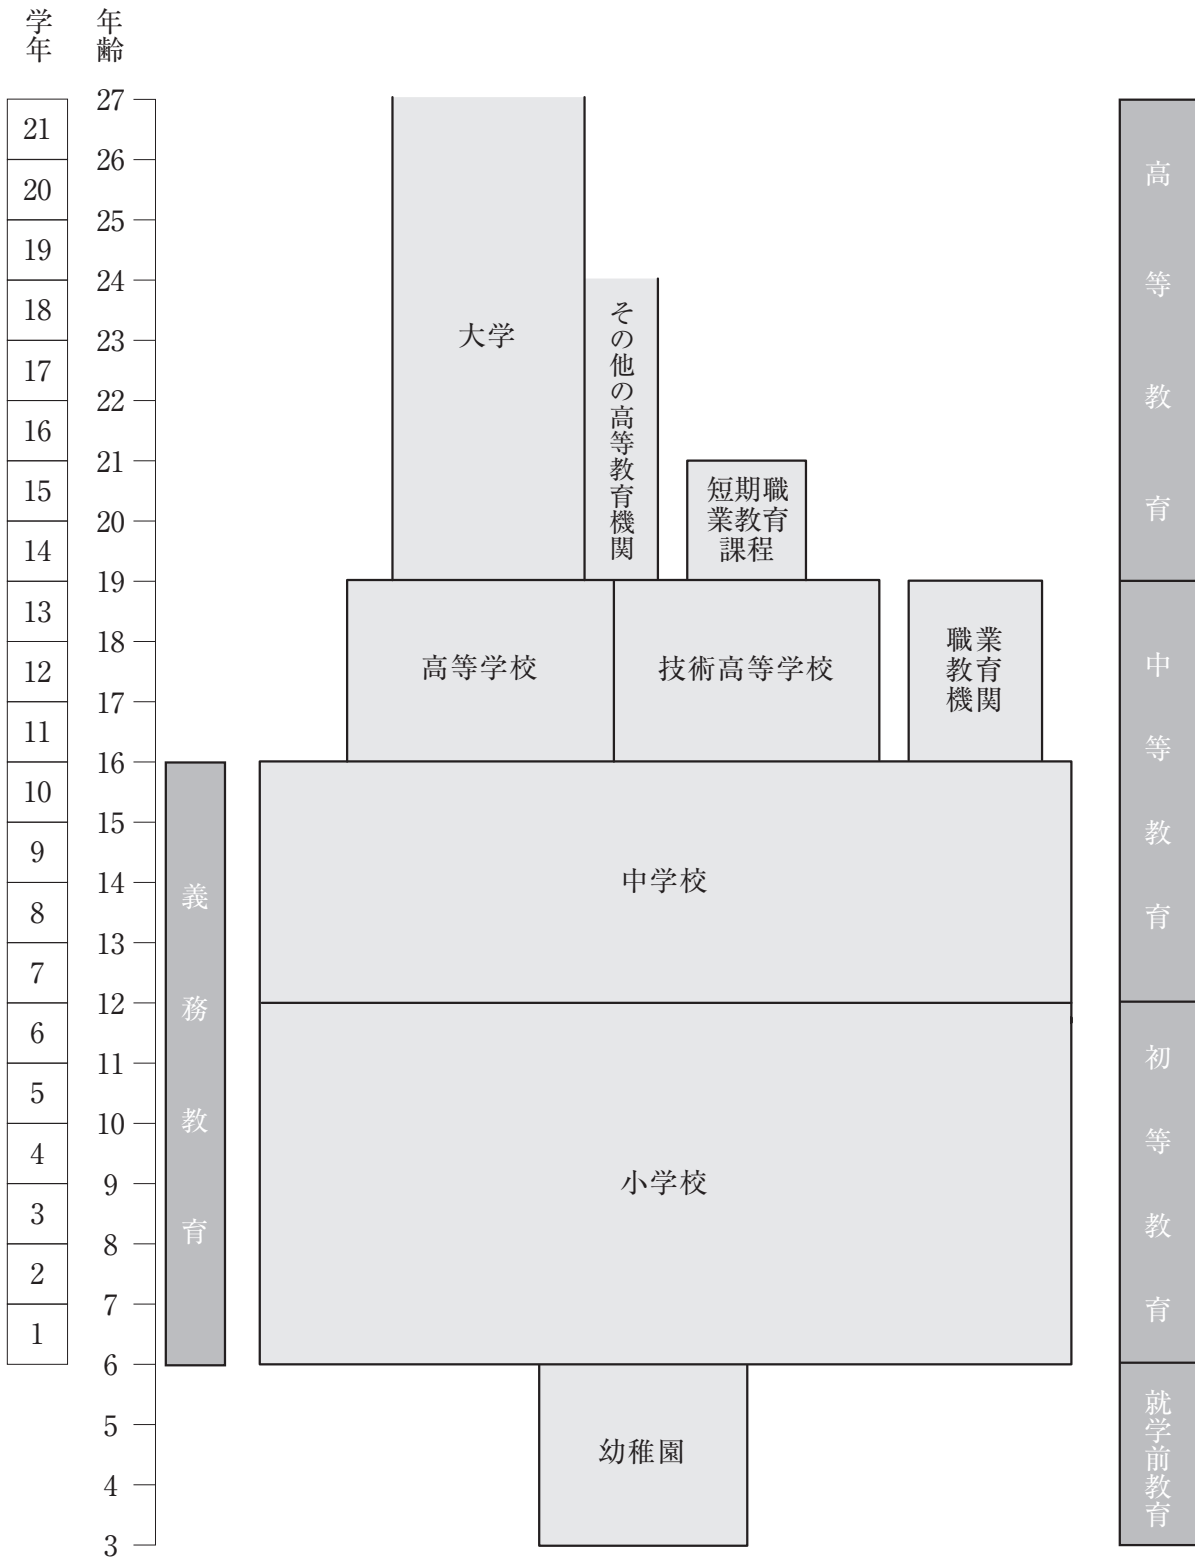 学年
年齢
21
20
19
18
17
16
15
14
13
12
11
10
9
8
7
6
5
4
3
2
1
27
26
25
24
23
22
21
20
19
18
17
16
15
14
13
12
11
10
9
8
7
6
5
4
3
義務教育
大学
その他の高等教育機関
短期職
業教育
課程
高等学校
技術高等学校
職業
教育
機関
中学校
小学校
幼稚園
高等教育
中等教育
初等教育
就学前教育